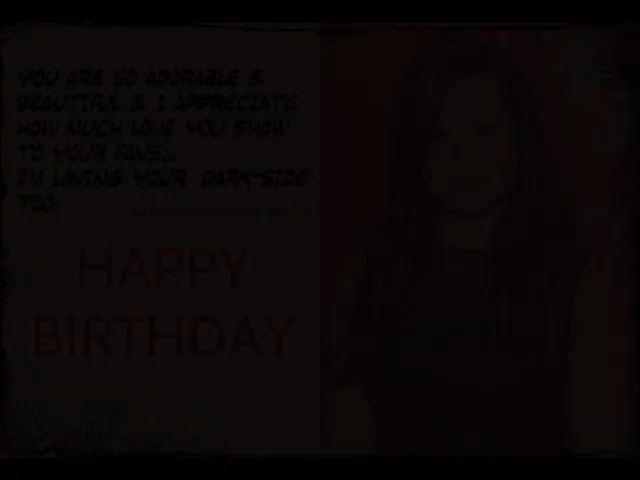 YOU ARE SO ADORABLE &
BEAUTIFUL & I APPRECIATE
HOW MUCH LOVE YOU SHOW
TO YOUR FANS...
I'M LOVING YOUR 'DARK-SIDE'
TOO.
HAPPY
BIRTHDAY